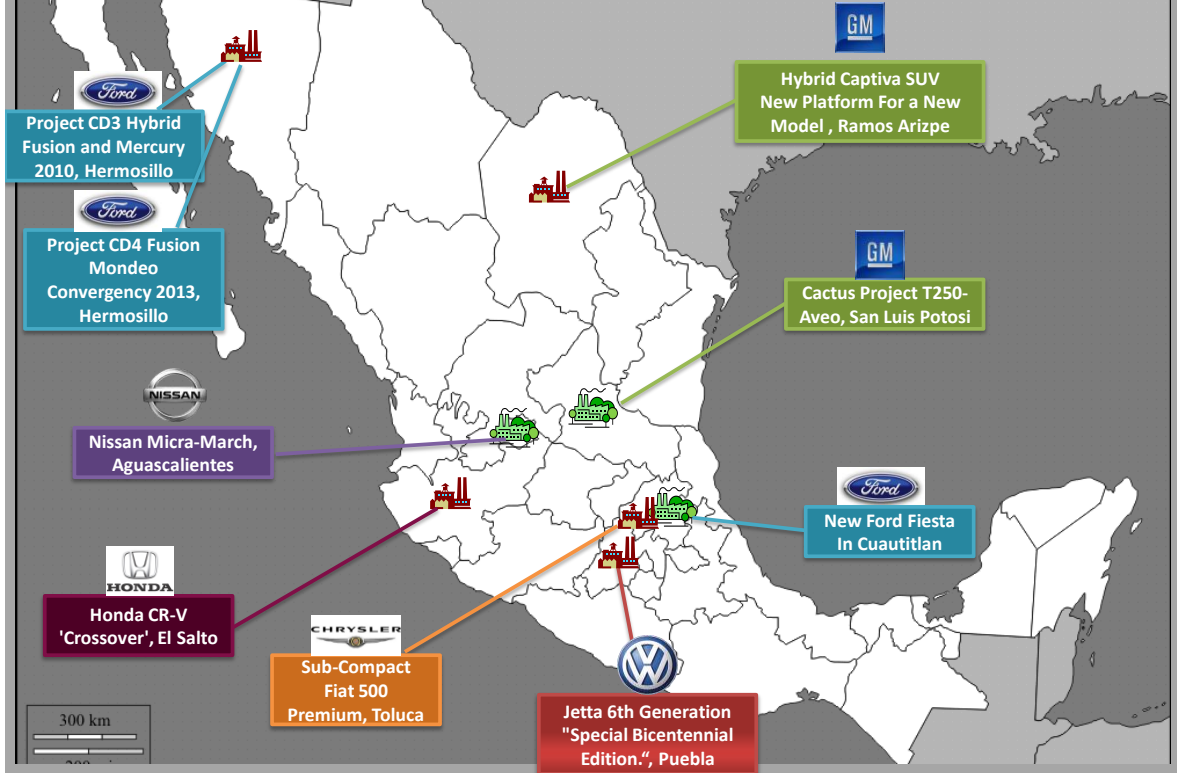 GM
Hybrid Captiva SUV
New Platform For a New
Model , Ramos Arizpe
Ford
Project CD3 Hybrid
Fusion and Mercury
2010, Hermosillo
Ford
Project CD4 Fusion
Mondeo
Convergency 2013,
Hermosillo
GM
Cactus Project T250-
Aveo, San Luis Potosi
NISSAN
Nissan Micra-March,
Aguascalientes
Ford
New Ford Fiesta
In Cuautitlan
HONDA
Honda CR-V
'Crossover', El Salto
CHRYSLER
Sub-Compact
Fiat 500
Premium, Toluca
VW
Jetta 6th Generation
"Special Bicentennial
Edition.“, Puebla
300 km